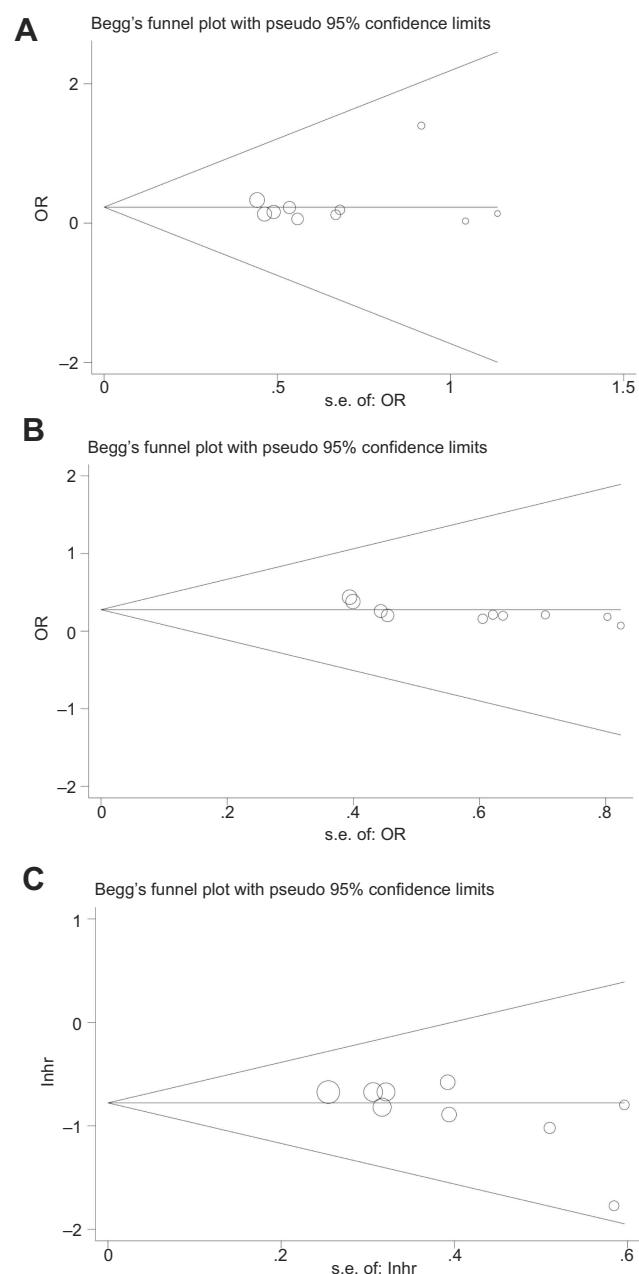 A
Begg's funnel plot with pseudo 95% confidence limits
2
0
–2
OR
0
.5
1
1.5
s.e. of: OR
B
Begg's funnel plot with pseudo 95% confidence limits
2
1
0
–1
–2
OR
0
.2
.4
.6
.8
s.e. of: OR
C
Begg's funnel plot with pseudo 95% confidence limits
1
0
–1
–2
lnhr
0
.2
.4
.6
s.e. of: lnhr